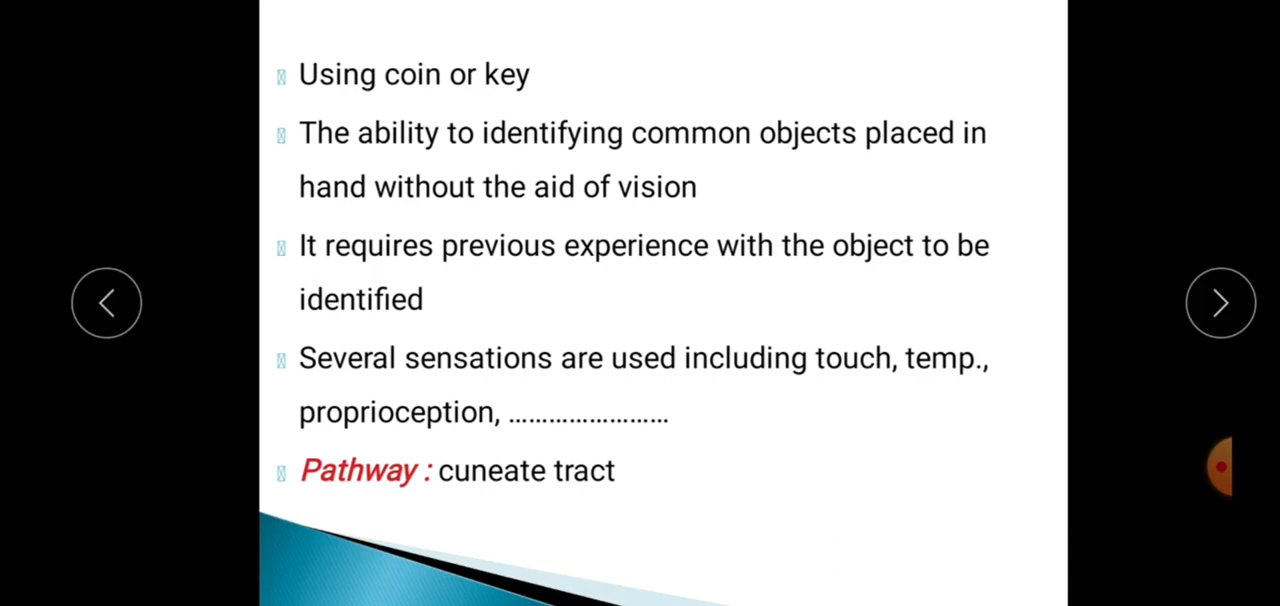 Using coin or key
The ability to identifying common objects placed in
hand without the aid of vision
It requires previous experience with the object to be
identified
Several sensations are used including touch, temp.,
proprioception, ........................
Pathway : cuneate tract